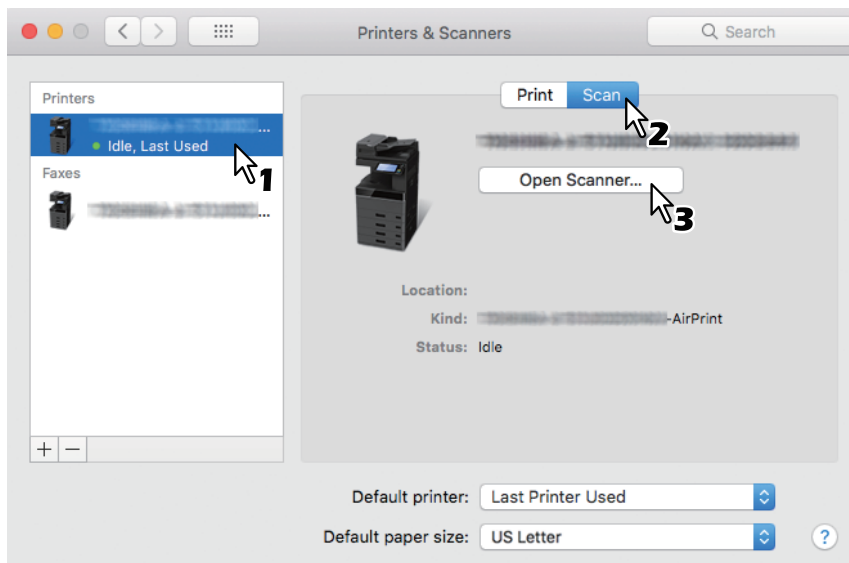 Printers & Scanners
Search
Printers
...
Idle, Last Used
1
Faxes
...
+ −
Print Scan
2
Open Scanner...
3
Location:
Kind: -AirPrint
Status: Idle
Default printer: Last Printer Used
Default paper size: US Letter
?